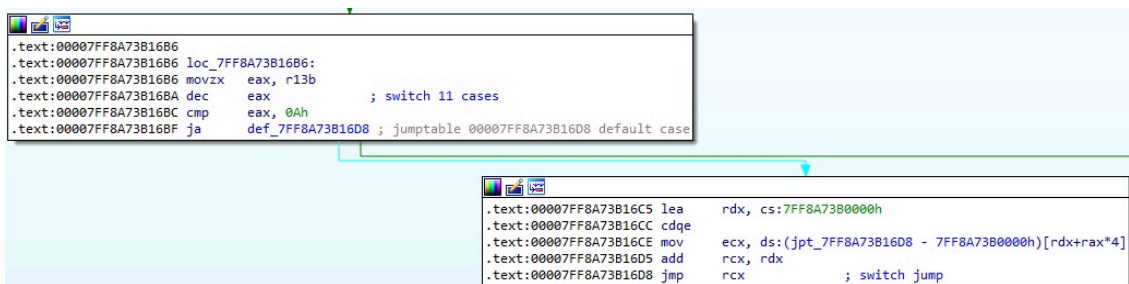 .text:00007FF8A73B16B6
.text:00007FF8A73B16B6 loc_7FF8A73B16B6:
.text:00007FF8A73B16B6 movzx eax, r13b
.text:00007FF8A73B16BA dec eax ; switch 11 cases
.text:00007FF8A73B16BC cmp eax, 0Ah
.text:00007FF8A73B16BF ja def_7FF8A73B16D8 ; jumptable 00007FF8A73B16D8 default case
.text:00007FF8A73B16C5 lea rdx, cs:7FF8A73B0000h
.text:00007FF8A73B16CC cdqe
.text:00007FF8A73B16CE mov ecx, ds:(jpt_7FF8A73B16D8 - 7FF8A73B0000h)[rdx+rax*4]
.text:00007FF8A73B16D5 add rcx, rdx
.text:00007FF8A73B16D8 jmp rcx ; switch jump